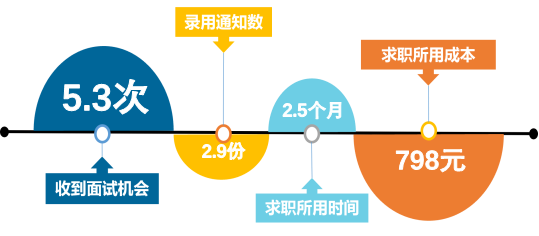 录用通知数
求职所用成本
5.3次
2.5个月
2.9份
798元
收到面试机会
求职所用时间